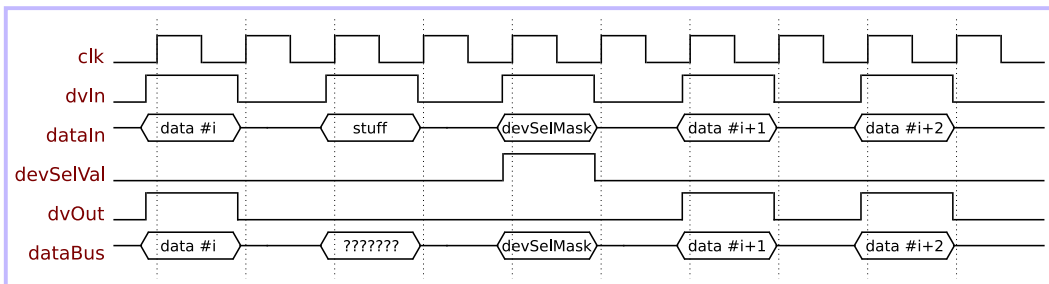 clk
dvIn
dataIn data #i stuff devSelMask data #i+1 data #i+2
devSelVal
dvOut
dataBus data #i ??????? devSelMask data #i+1 data #i+2